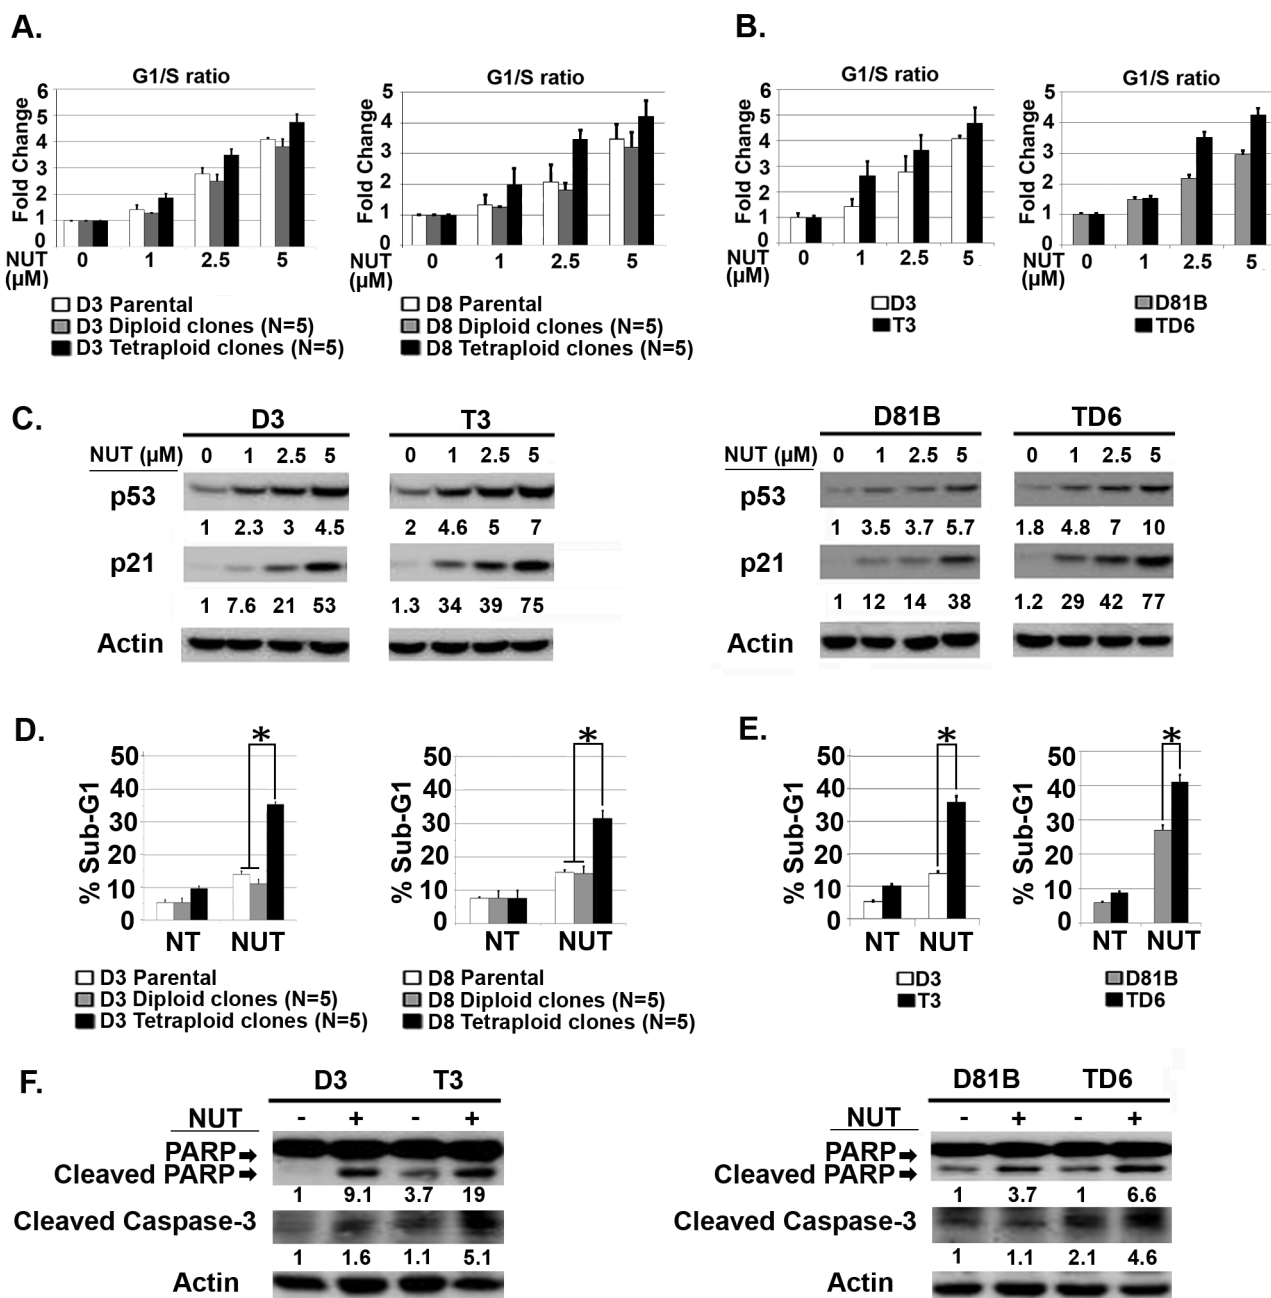 A.
G1/S ratio
Fold Change
6
5
4
3
2
1
0
NUT (µM)
0 1 2.5 5
D3 Parental
D3 Diploid clones (N=5)
D3 Tetraploid clones (N=5)
G1/S ratio
Fold Change
5
4
3
2
1
0
NUT (µM)
0 1 2.5 5
D8 Parental
D8 Diploid clones (N=5)
D8 Tetraploid clones (N=5)
B.
G1/S ratio
Fold Change
6
5
4
3
2
1
0
NUT (µM)
0 1 2.5 5
D3
T3
G1/S ratio
Fold Change
5
4
3
2
1
0
NUT (µM)
0 1 2.5 5
D81B
TD6
C.
D3 T3
NUT (µM) 0 1 2.5 5 0 1 2.5 5
p53
1 2.3 3 4.5 2 4.6 5 7
p21
1 7.6 21 53 1.3 34 39 75
Actin
D81B TD6
NUT (µM) 0 1 2.5 5 0 1 2.5 5
p53
1 3.5 3.7 5.7 1.8 4.8 7 10
p21
1 12 14 38 1.2 29 42 77
Actin
D.
% Sub-G1
50
40
30
20
10
0
*
NT NUT
D3 Parental
D3 Diploid clones (N=5)
D3 Tetraploid clones (N=5)
% Sub-G1
50
40
30
20
10
0
*
NT NUT
D8 Parental
D8 Diploid clones (N=5)
D8 Tetraploid clones (N=5)
E.
% Sub-G1
50
40
30
20
10
0
*
NT NUT
D3
T3
% Sub-G1
50
40
30
20
10
0
*
NT NUT
D81B
TD6
F.
D3 T3
NUT - + - +
PARP
Cleaved PARP
1 9.1 3.7 19
Cleaved Caspase-3
1 1.6 1.1 5.1
Actin
D81B TD6
NUT - + - +
PARP
Cleaved PARP
1 3.7 1 6.6
Cleaved Caspase-3
1 1.1 2.1 4.6
Actin